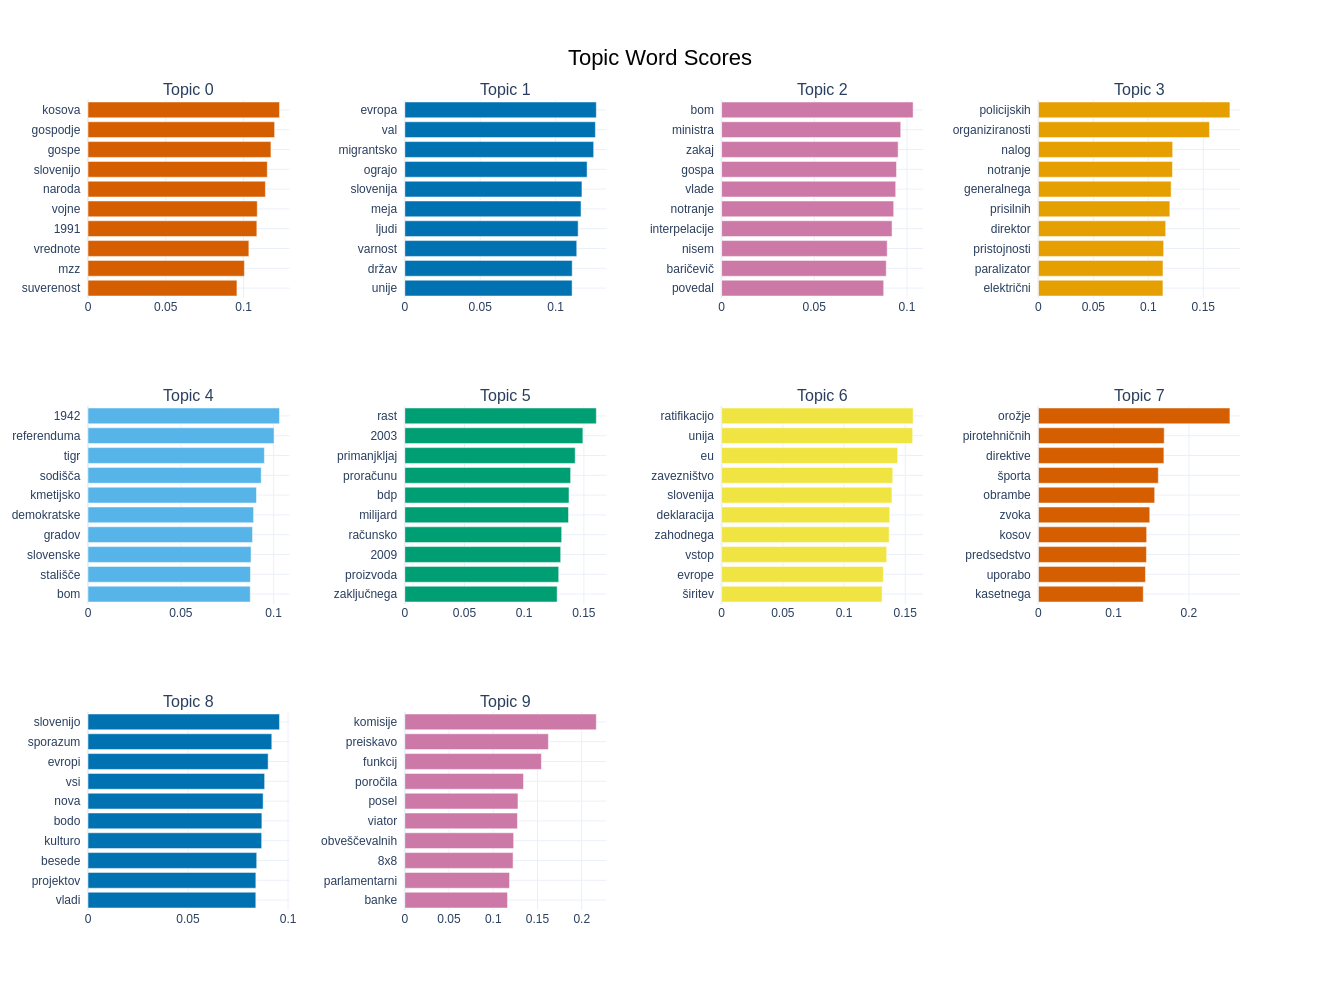 Topic Word Scores
Topic 0
kosova
gospodje
gospe
slovenijo
naroda
vojne
1991
vrednote
mzz
suverenost
0 0.05 0.1
Topic 1
evropa
val
migrantsko
ograjo
slovenija
meja
ljudi
varnost
držav
unije
0 0.05 0.1
Topic 2
bom
ministra
zakaj
gospa
vlade
notranje
interpelacije
nisem
baričevič
povedal
0 0.05 0.1
Topic 3
policijskih
organiziranosti
nalog
notranje
generalnega
prisilnih
direktor
pristojnosti
paralizator
električni
0 0.05 0.1 0.15
Topic 4
1942
referenduma
tigr
sodišča
kmetijsko
demokratske
gradov
slovenske
stališče
bom
0 0.05 0.1
Topic 5
rast
2003
primanjkljaj
proračunu
bdp
milijard
računsko
2009
proizvoda
zaključnega
0 0.05 0.1 0.15
Topic 6
ratifikacijo
unija
eu
zavezništvo
slovenija
deklaracija
zahodnega
vstop
evrope
širitev
0 0.05 0.1 0.15
Topic 7
orožje
pirotehničnih
direktive
športa
obrambe
zvoka
kosov
predsedstvo
uporabo
kasetnega
0 0.1 0.2
Topic 8
slovenijo
sporazum
evropi
vsi
nova
bodo
kulturo
besede
projektov
vladi
0 0.05 0.1
Topic 9
komisije
preiskavo
funkcij
poročila
posel
viator
obveščevalnih
8x8
parlamentarni
banke
0 0.05 0.1 0.15 0.2